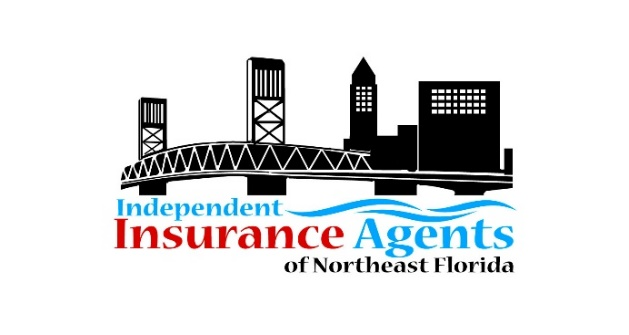 Independent
Insurance Agents
of Northeast Florida